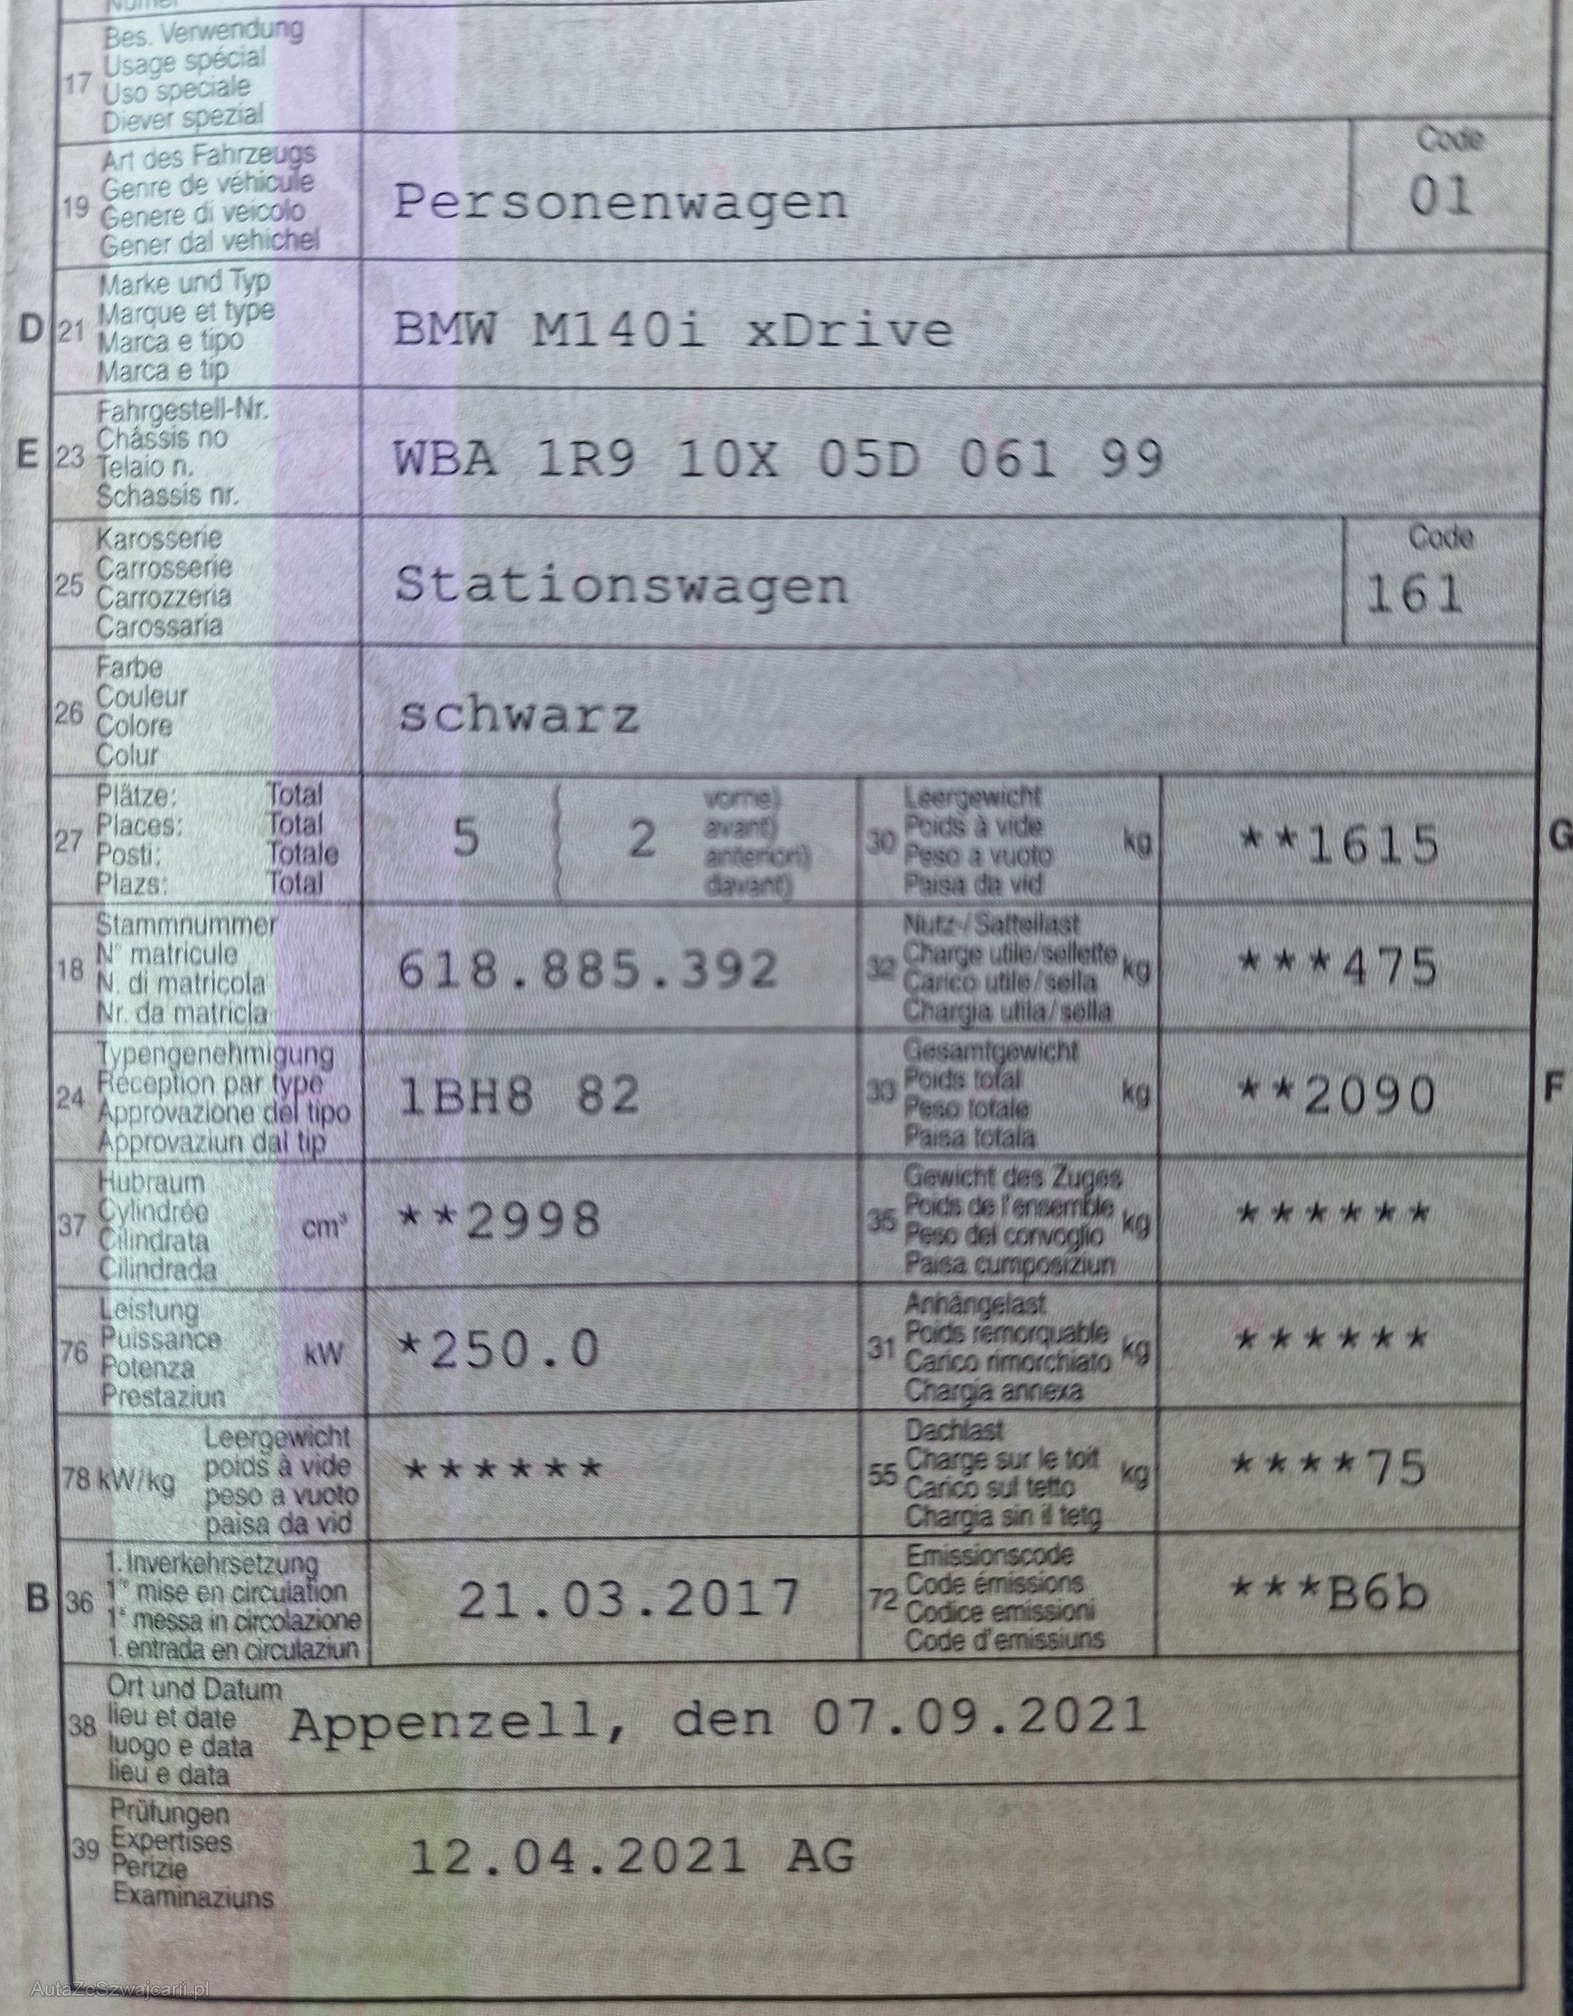 Numer
Bes. Verwendung
Usage spécial
17 Uso speciale
Diever spezial
Art des Fahrzeugs
Genre de véhicule
19 Genere di veicolo
Gener dal vehichel
Personenwagen
Code
01
Marke und Typ
D 21 Marque et type
Marca e tipo
Marca e tip
BMW M140i xDrive
Fahrgestell-Nr.
E 23 Châssis no
Telaio n.
Schassis nr.
WBA 1R9 10X 05D 061 99
Karosserie
25 Carrosserie
Carrozzeria
Carossaria
Stationswagen
Code
161
Farbe
26 Couleur
Colore
Colur
schwarz
Plätze: Total
27 Places: Total
Posti: Totale
Plazs: Total
5 ( 2
vorne)
avant)
anteriori)
davant)
Leergewicht
30 Poids à vide kg
Peso a vuoto
Paisa da vid
**1615 G
Stammnummer
18 N° matricule
N. di matricola
Nr. da matricla
618.885.392
Nutz-/Sattellast
32 Charge utile/sellette kg
Carico utile/sella
Chargia utila/sella
***475
Typengenehmigung
24 Réception par type
Approvazione del tipo
Approvaziun dal tip
1BH8 82
Gesamtgewicht
33 Poids total kg
Peso totale
Paisa totala
**2090 F
Hubraum
37 Cylindrée cm³
Cilindrata
Cilindrada
**2998
Gewicht des Zuges
35 Poids de l'ensemble kg
Peso del convoglio
Paisa cumposiziun
******
Leistung
76 Puissance kW
Potenza
Prestaziun
*250.0
Anhängelast
31 Poids remorquable kg
Carico rimorchiato
Chargia annexa
******
Leergewicht
78 kW/kg poids à vide
peso a vuoto
paisa da vid
******
Dachlast
55 Charge sur le toit kg
Carico sul tetto
Chargia sin il tetg
****75
1. Inverkehrsetzung
B 36 1re mise en circulation
1a messa in circolazione
1. entrada en circulaziun
21.03.2017
Emissionscode
72 Code émissions
Codice emissioni
Code d'emissiuns
***B6b
Ort und Datum
38 lieu et date
luogo e data
lieu e data
Appenzell, den 07.09.2021
Prüfungen
39 Expertises
Perizie
Examinaziuns
12.04.2021 AG
AutaZeSzwajcarii.pl